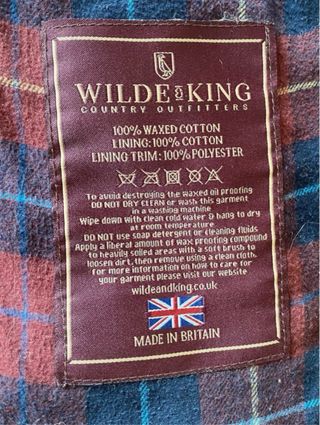 WILDE & KING
COUNTRY OUTFITTERS
100% WAXED COTTON
LINING: 100% COTTON
LINING TRIM: 100% POLYESTER
To avoid destroying the waxed oil proofing
DO NOT DRY CLEAN or wash this garment
in a washing machine
Wipe down with clean cold water & hang to dry
at room temperature
DO NOT use soap detergent or cleaning fluids
Apply a liberal amount of wax proofing compound
to heavily soiled areas with a soft brush to
loosen dirt, then remove using a clean cloth.
for more information on how to care for
your garment please visit our website
wildeandking.co.uk
MADE IN BRITAIN